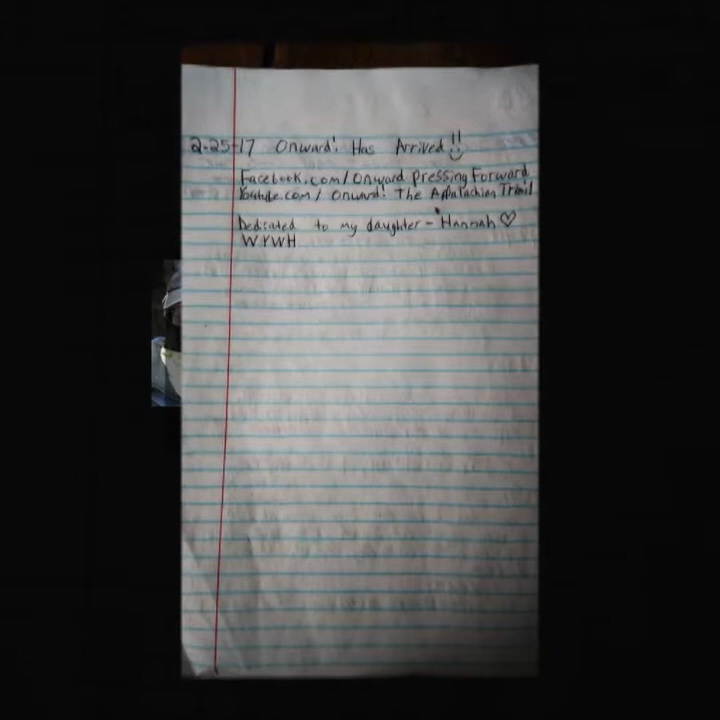 2-25-17 Onward! Has Arrived!!
Facebook.com/Onward Pressing Forward
Youtube.com/ Onward! The Appalachian Trail
Dedicated to my daughter - Hannah ♡
WYWH